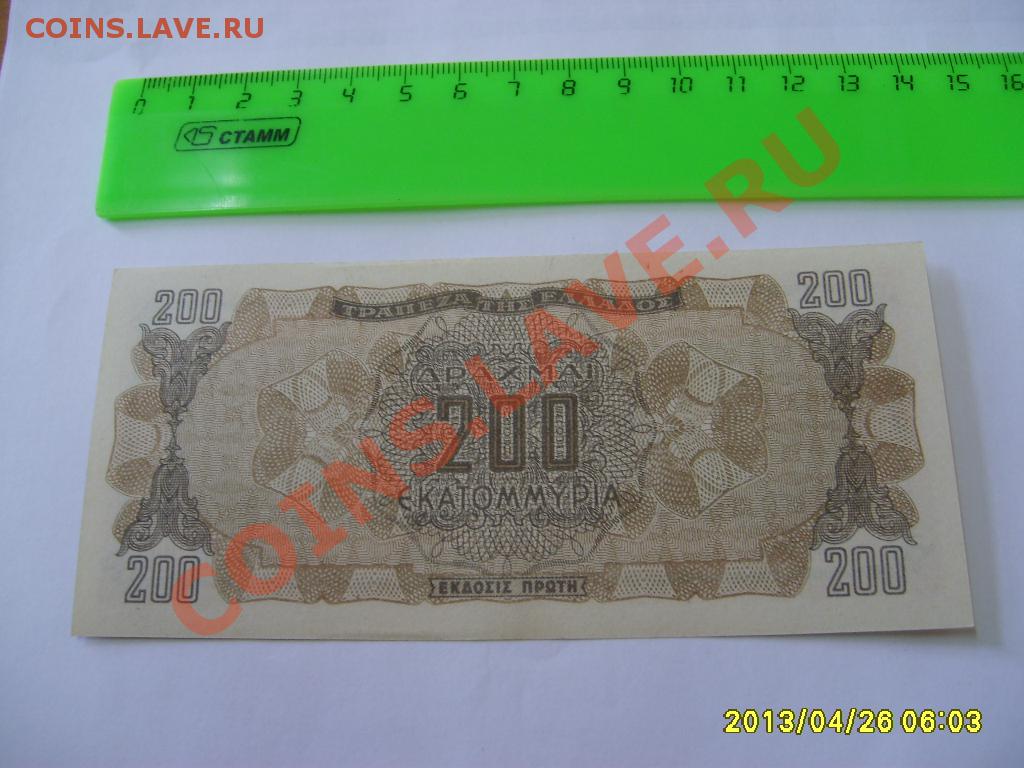 COINS.LAVE.RU
0 1 2 3 4 5 6 7 8 9 10 11 12 13 14 15 16
СТАММ
200 200
ΤΡΑΠΕΖΑ ΤΗΣ ΕΛΛΑΔΟΣ
ΔΡΑΧΜΑΙ
200
ΕΚΑΤΟΜΜΥΡΙΑ
200 200
ΕΚΔΟΣΙΣ ΠΡΩΤΗ
COINS.LAVE.RU
2013/04/26 06:03